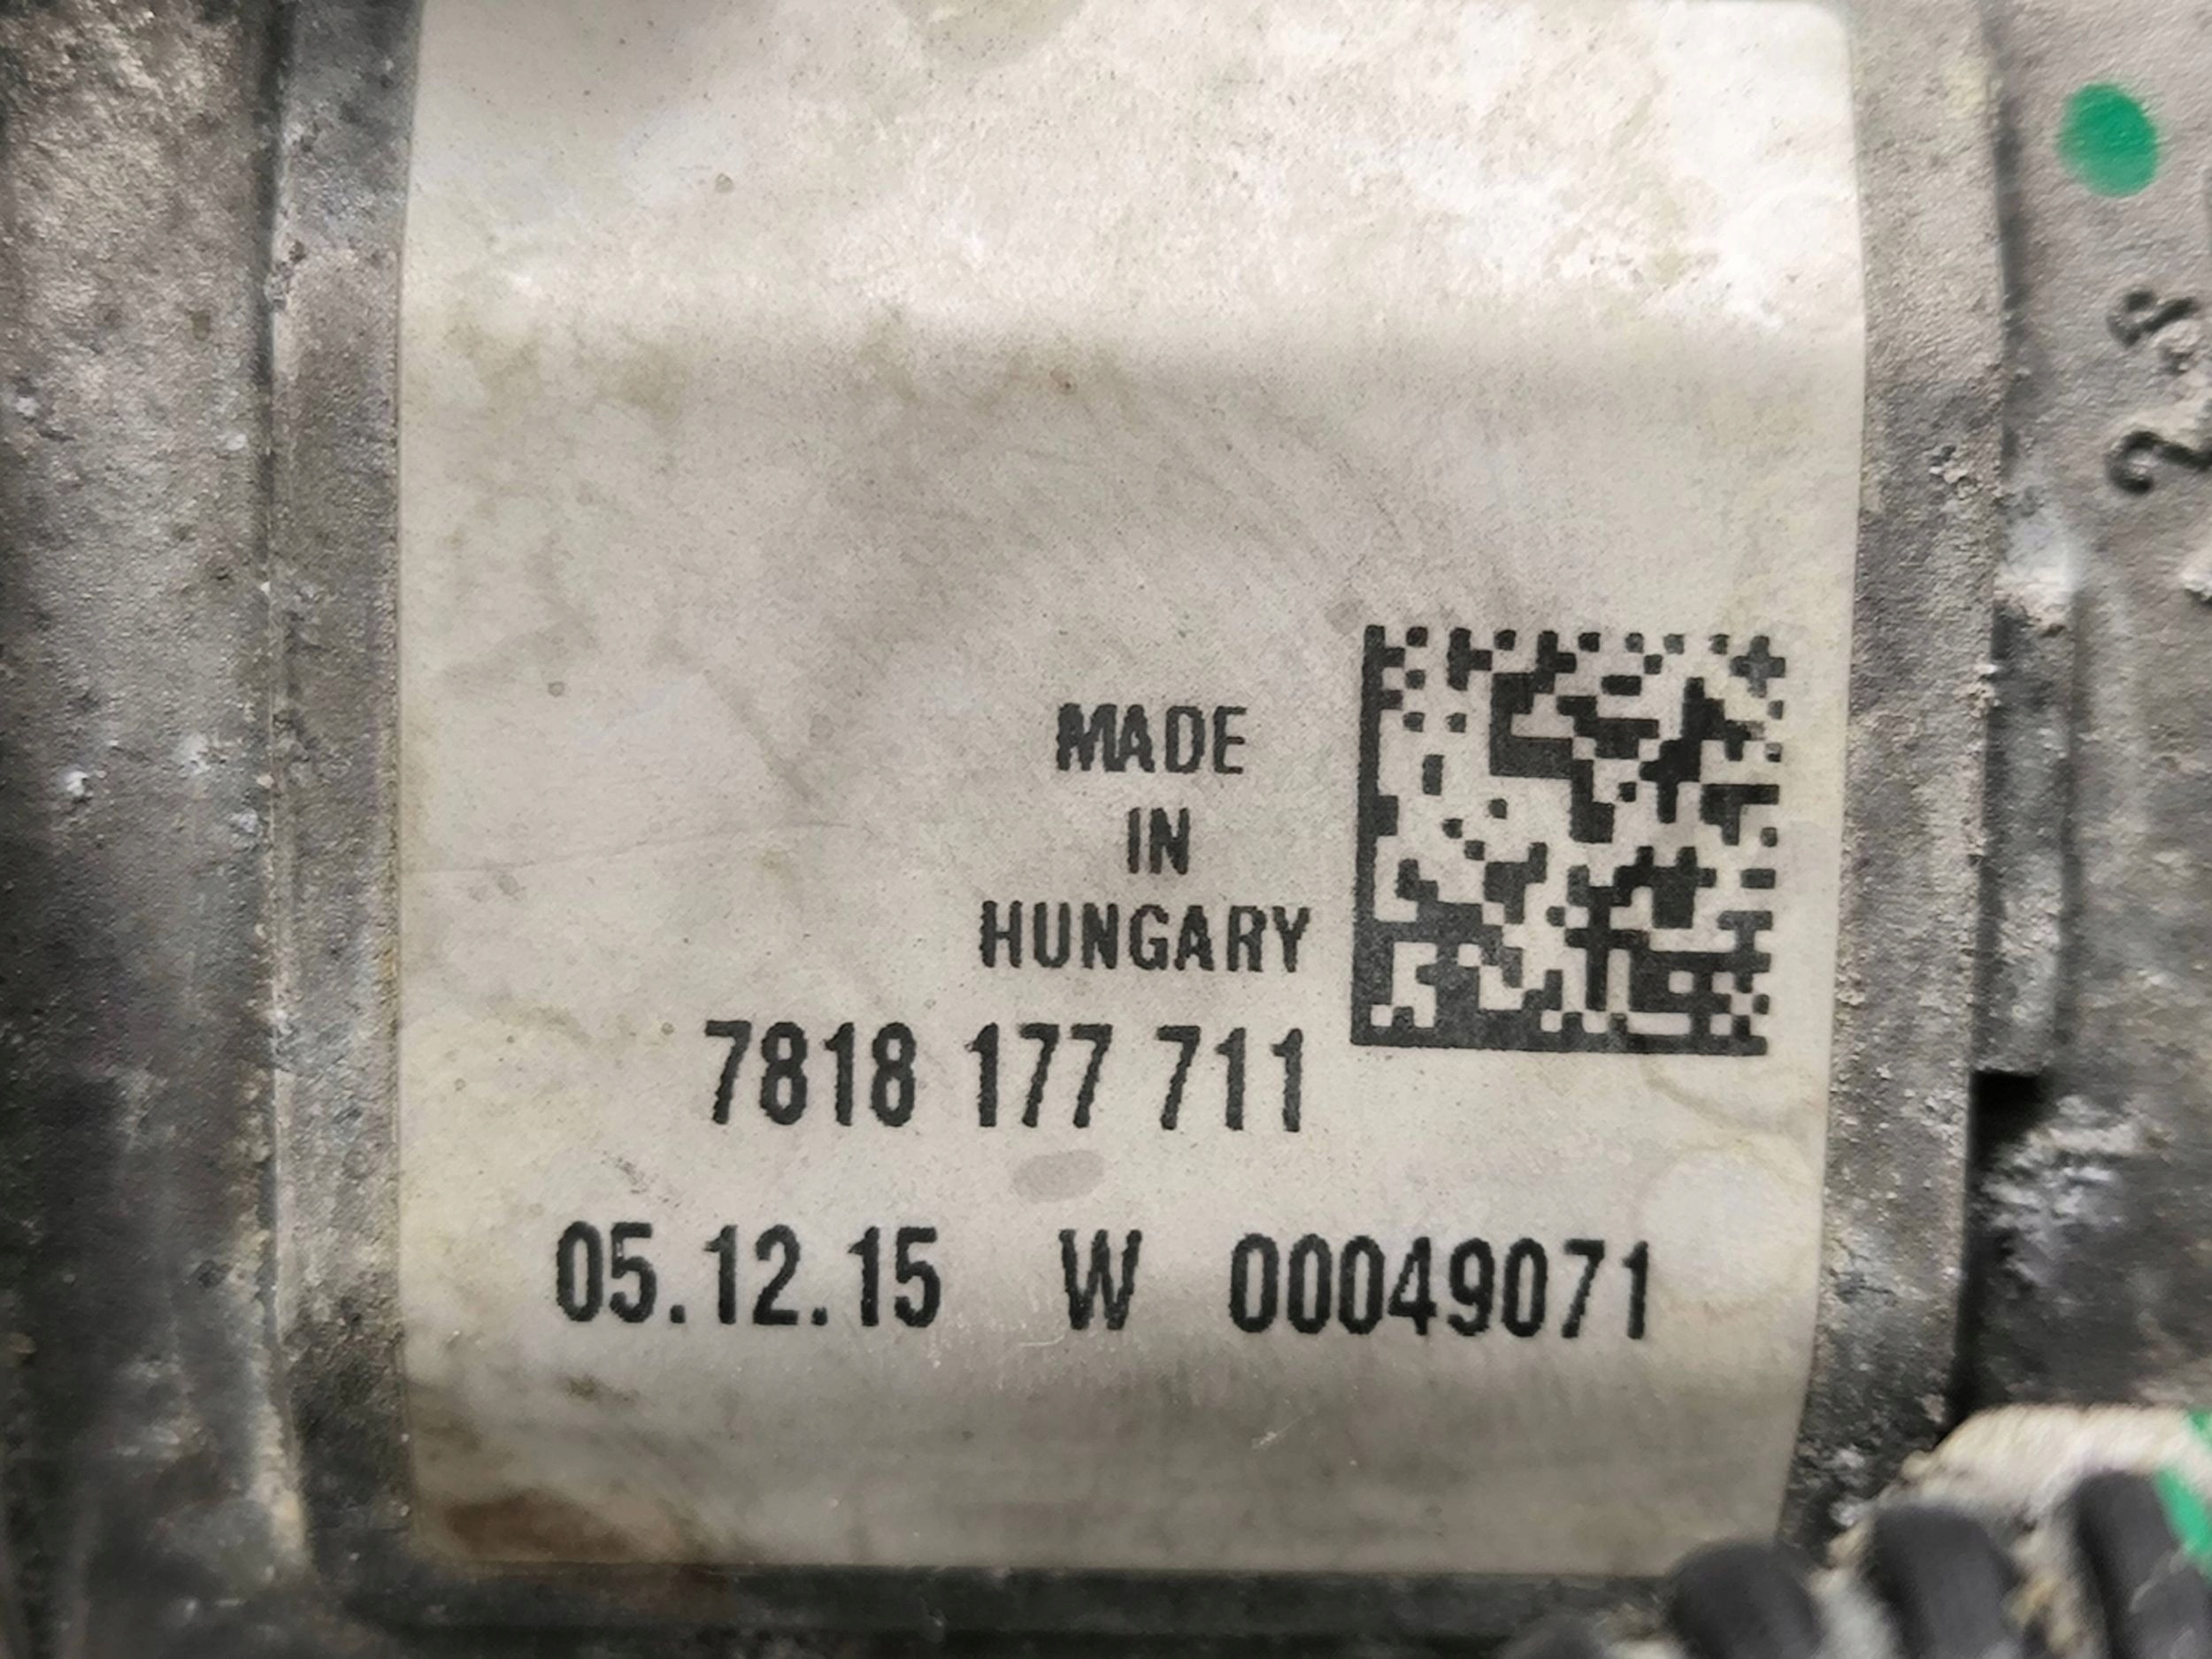 MADE
IN
HUNGARY
7818 177 711
05.12.15 W 00049071